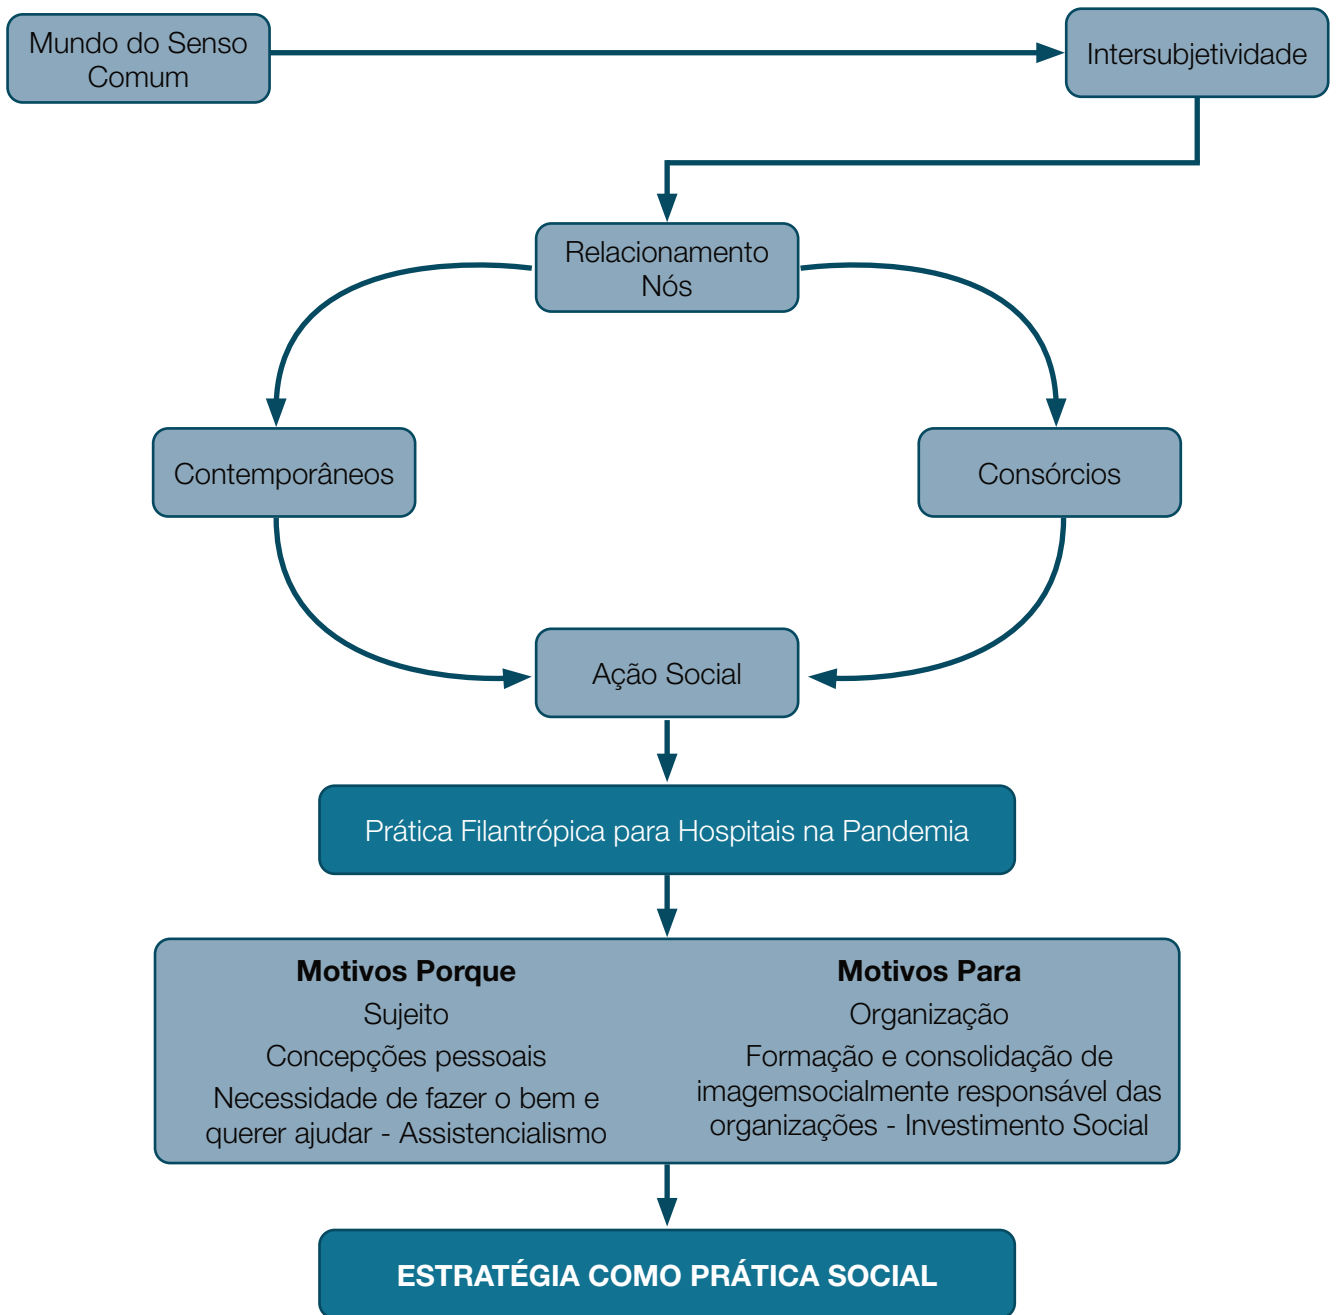 Mundo do Senso
Comum
Intersubjetividade
Relacionamento
Nós
Contemporâneos
Consórcios
Ação Social
Prática Filantrópica para Hospitais na Pandemia
Motivos Porque
Sujeito
Concepções pessoais
Necessidade de fazer o bem e
querer ajudar - Assistencialismo
Motivos Para
Organização
Formação e consolidação de
imagemsocialmente responsável das
organizações - Investimento Social
ESTRATÉGIA COMO PRÁTICA SOCIAL